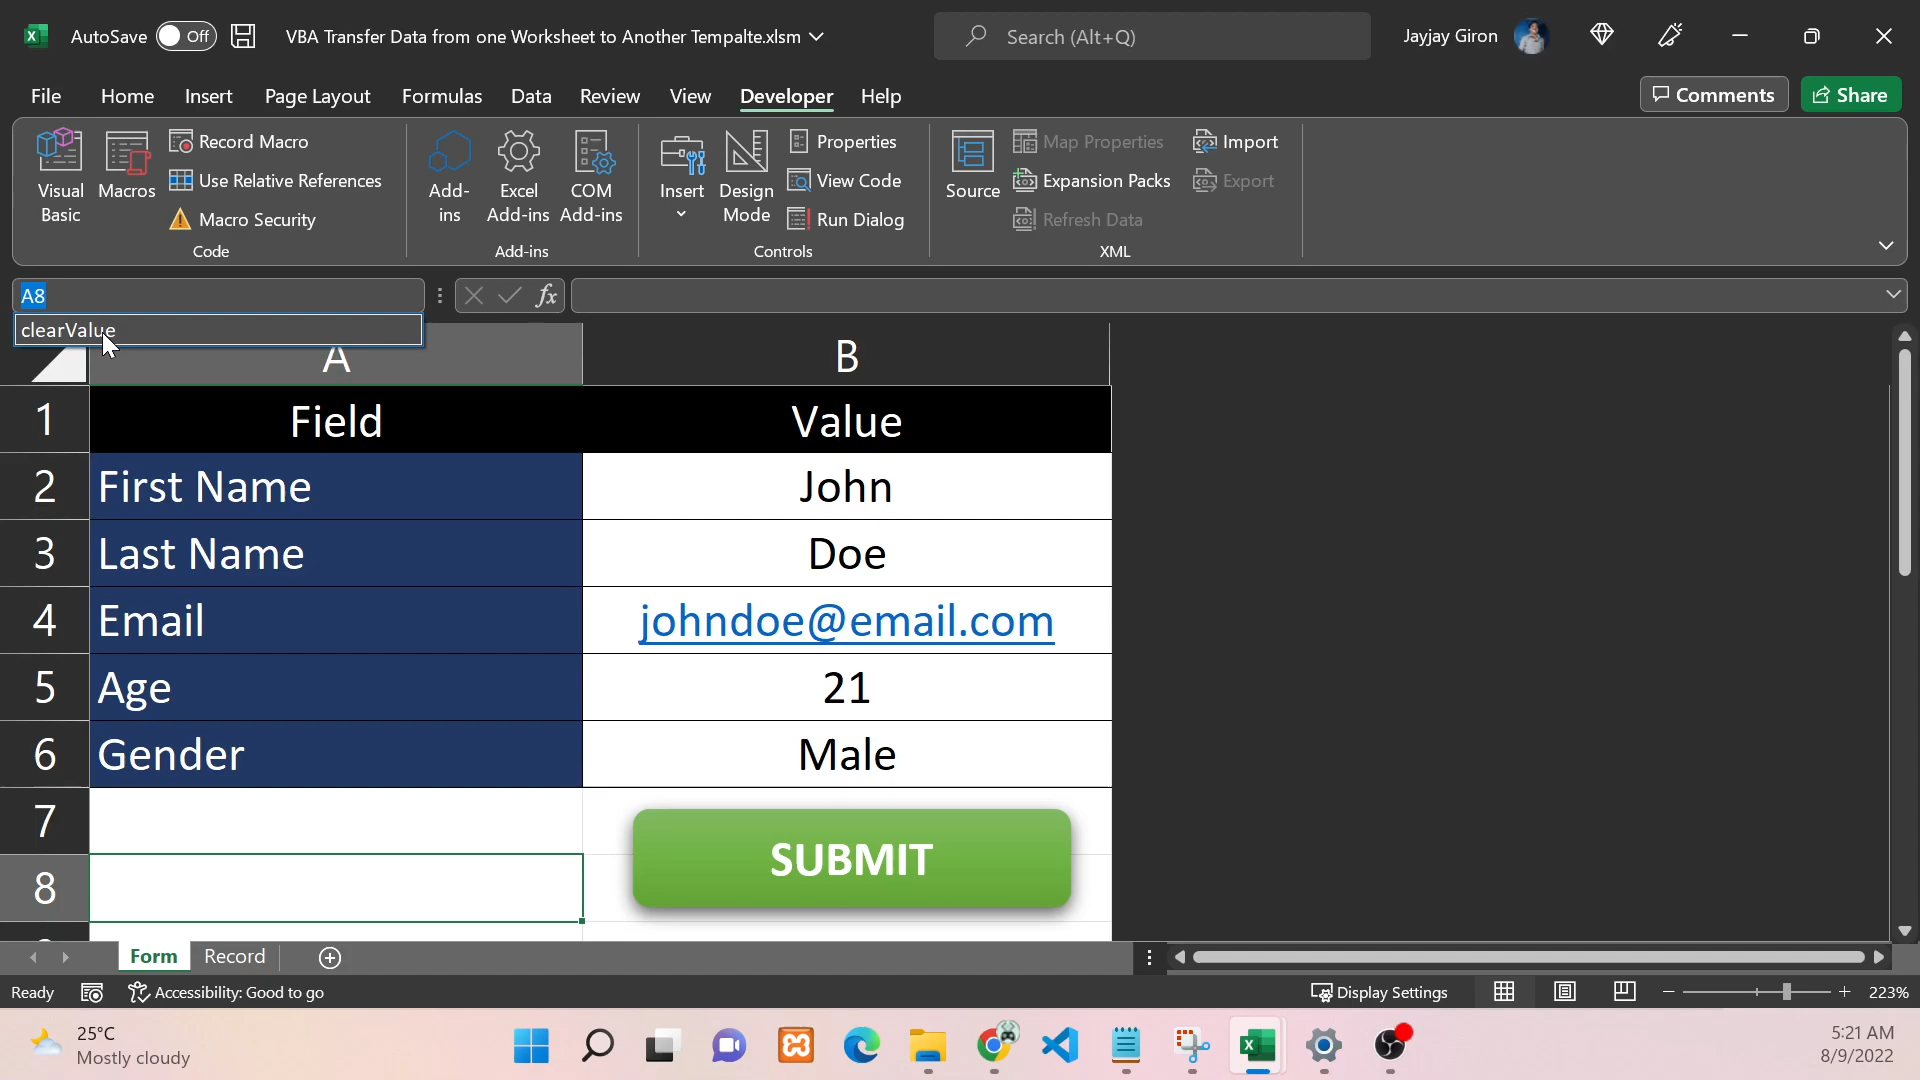 AutoSave Off VBA Transfer Data from one Worksheet to Another Tempalte.xlsm Search (Alt+Q) Jayjay Giron
File Home Insert Page Layout Formulas Data Review View Developer Help Comments Share
Visual Basic
Macros
Record Macro
Use Relative References
Macro Security
Code
Add-ins
Excel Add-ins
COM Add-ins
Add-ins
Insert
Design Mode
Properties
View Code
Run Dialog
Controls
Source
Map Properties
Expansion Packs
Refresh Data
Import
Export
XML
A8 fx
clearValue
A B
1 Field Value
2 First Name John
3 Last Name Doe
4 Email johndoe@email.com
5 Age 21
6 Gender Male
7
SUBMIT
8
Form Record
Ready Accessibility: Good to go Display Settings 223%
25°C
Mostly cloudy
5:21 AM
8/9/2022